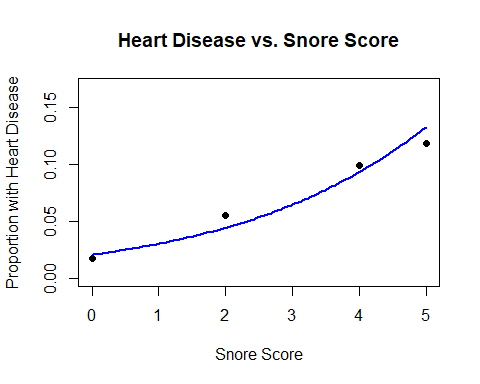 Heart Disease vs. Snore Score
Proportion with Heart Disease
0.15
0.10
0.05
0.00
0 1 2 3 4 5
Snore Score